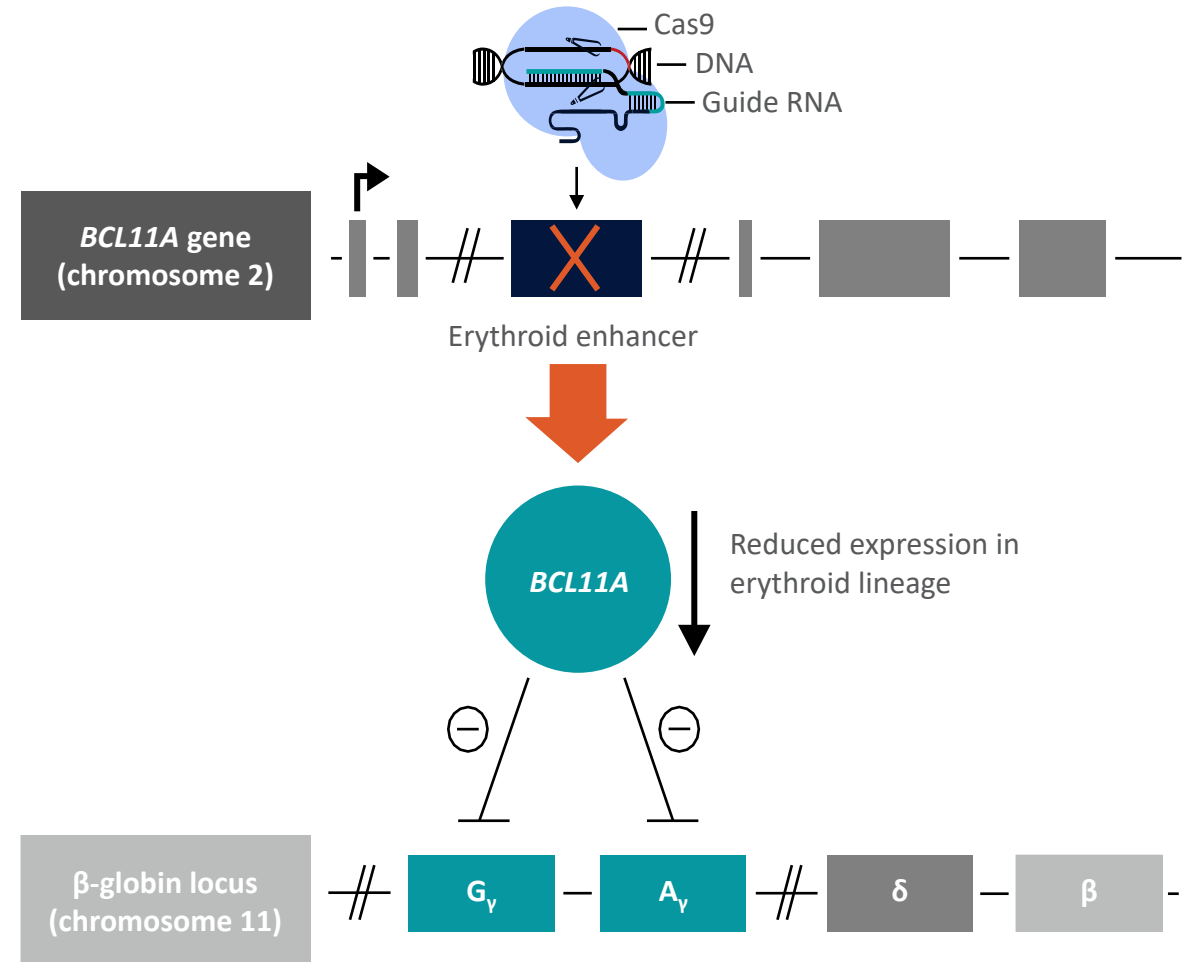 Cas9
DNA
Guide RNA
BCL11A gene
(chromosome 2)
Erythroid enhancer
BCL11A
Reduced expression in
erythroid lineage
β-globin locus
(chromosome 11)
Gγ
Aγ
δ
β